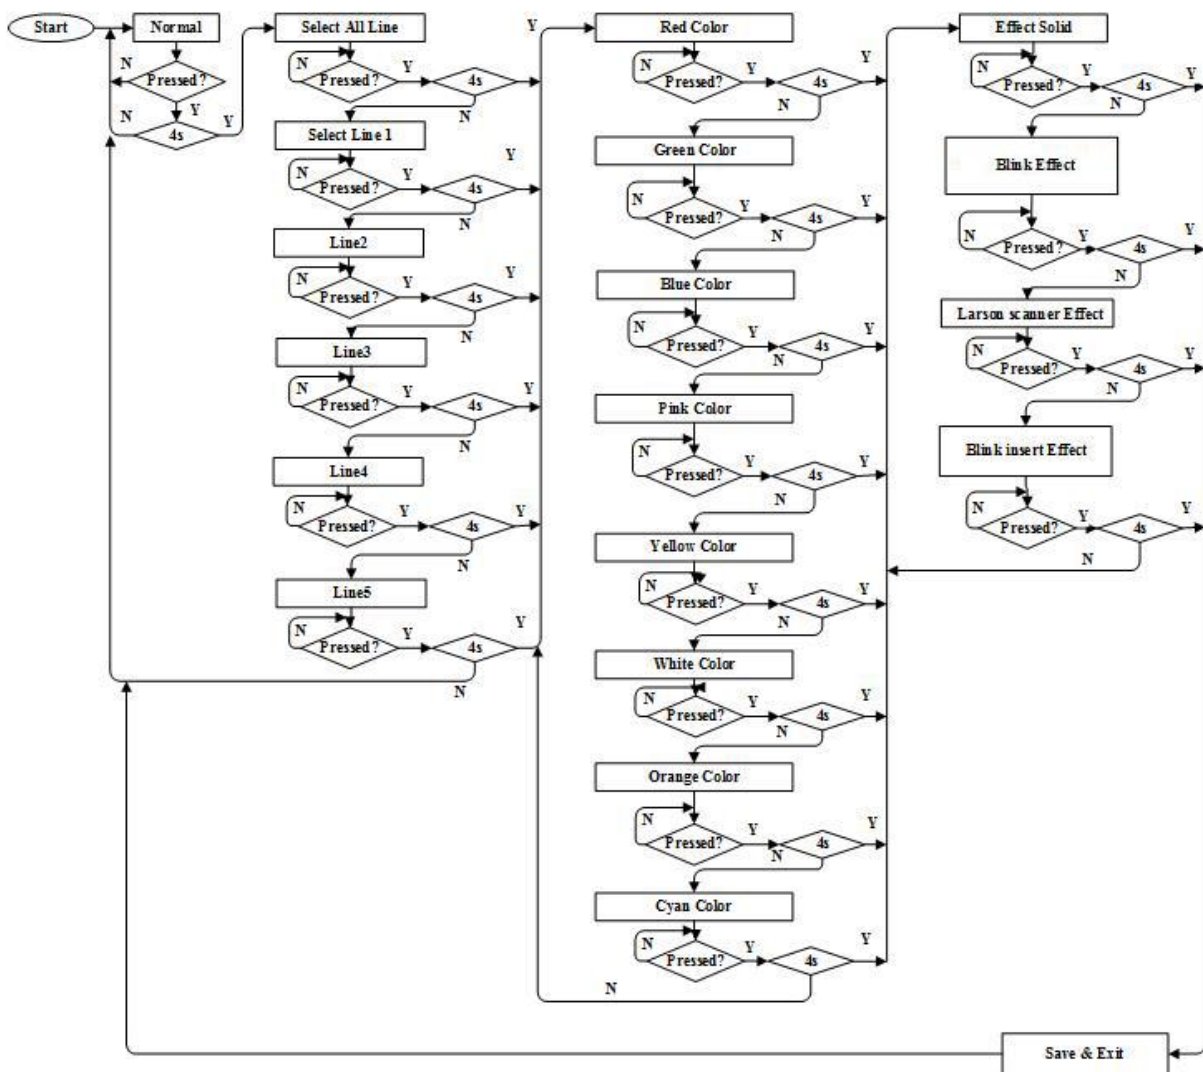 Start
Normal
N
Pressed?
Y
N
4s
Y
Select All Line
N
Pressed?
Y
4s
Y
N
Select Line 1
N
Pressed?
Y
4s
Y
N
Line2
N
Pressed?
Y
4s
Y
N
Line3
N
Pressed?
Y
4s
Y
N
Line4
N
Pressed?
Y
4s
Y
N
Line5
N
Pressed?
Y
4s
Y
N
Red Color
N
Pressed?
Y
4s
Y
N
Green Color
N
Pressed?
Y
4s
Y
N
Blue Color
N
Pressed?
Y
4s
Y
N
Pink Color
N
Pressed?
Y
4s
Y
N
Yellow Color
N
Pressed?
Y
4s
Y
N
White Color
N
Pressed?
Y
4s
Y
N
Orange Color
N
Pressed?
Y
4s
Y
N
Cyan Color
N
Pressed?
Y
4s
Y
N
Effect Solid
N
Pressed?
Y
4s
Y
N
Blink Effect
N
Pressed?
Y
4s
Y
N
Larson scanner Effect
N
Pressed?
Y
4s
Y
N
Blink insert Effect
N
Pressed?
Y
4s
Y
N
Save & Exit